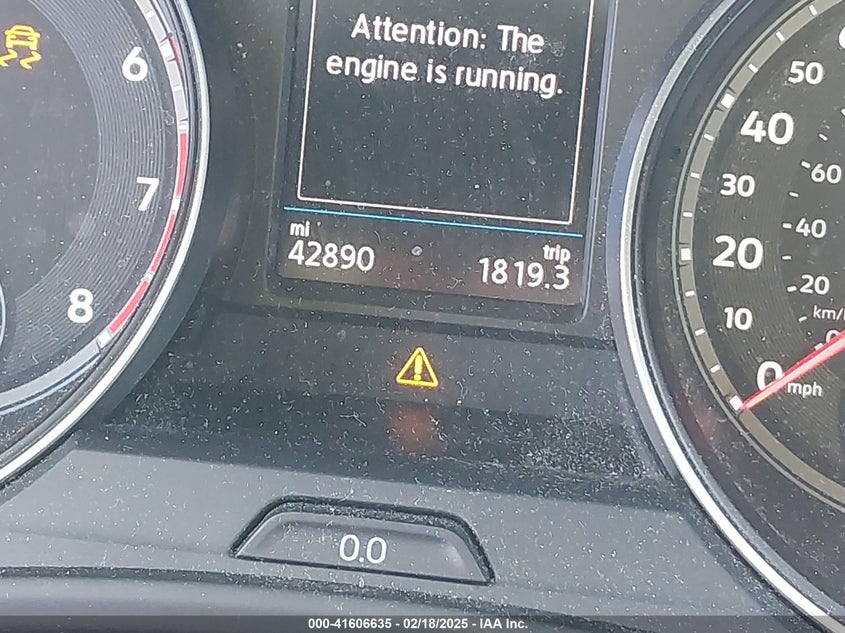 Attention: The
engine is running.
mi
42890
trip
1819.3
6
7
8
50
40
30
20
10
0
mph
60
40
20
km/
0.0
000-41606635 - 02/18/2025 - IAA Inc.